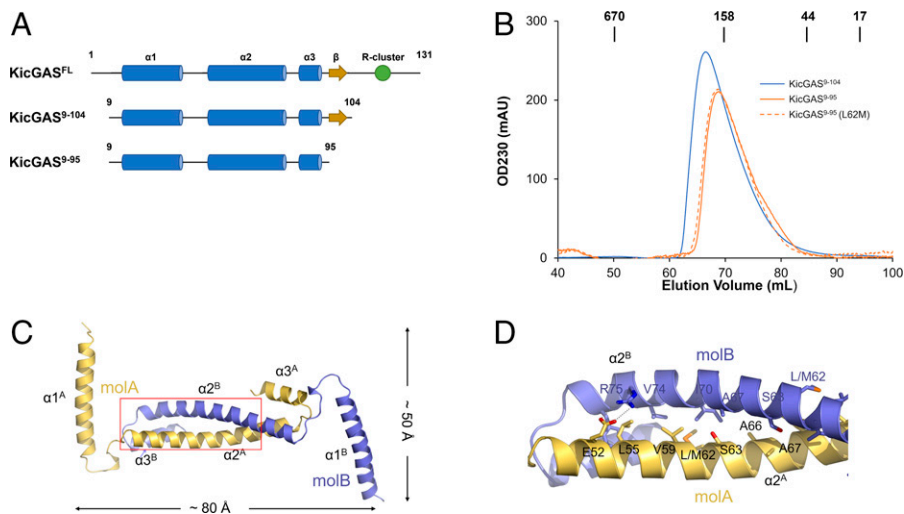 A
1 α1 α2 α3 β R-cluster 131
KicGAS^FL
9 104
KicGAS^9-104
9 95
KicGAS^9-95
B
670 158 44 17
300
200
100
0
OD230 (mAU)
KicGAS^9-104
KicGAS^9-95
KicGAS^9-95 (L62M)
40 50 60 70 80 90 100
Elution Volume (mL)
C
α1^A
molA
α2^B
α3^A
α3^B
α2^A
α1^B
molB
~ 50 Å
~ 80 Å
D
α2^B
molB
R75 V74 I70 A67 S63 L/M62
E52 L55 V59 L/M62 S63 A66 A67
α2^A
molA